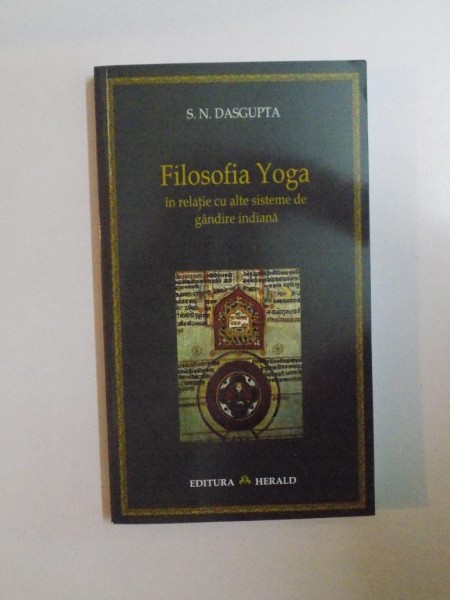 S. N. DASGUPTA
Filosofia Yoga
în relație cu alte sisteme de
gândire indiană
EDITURA HERALD